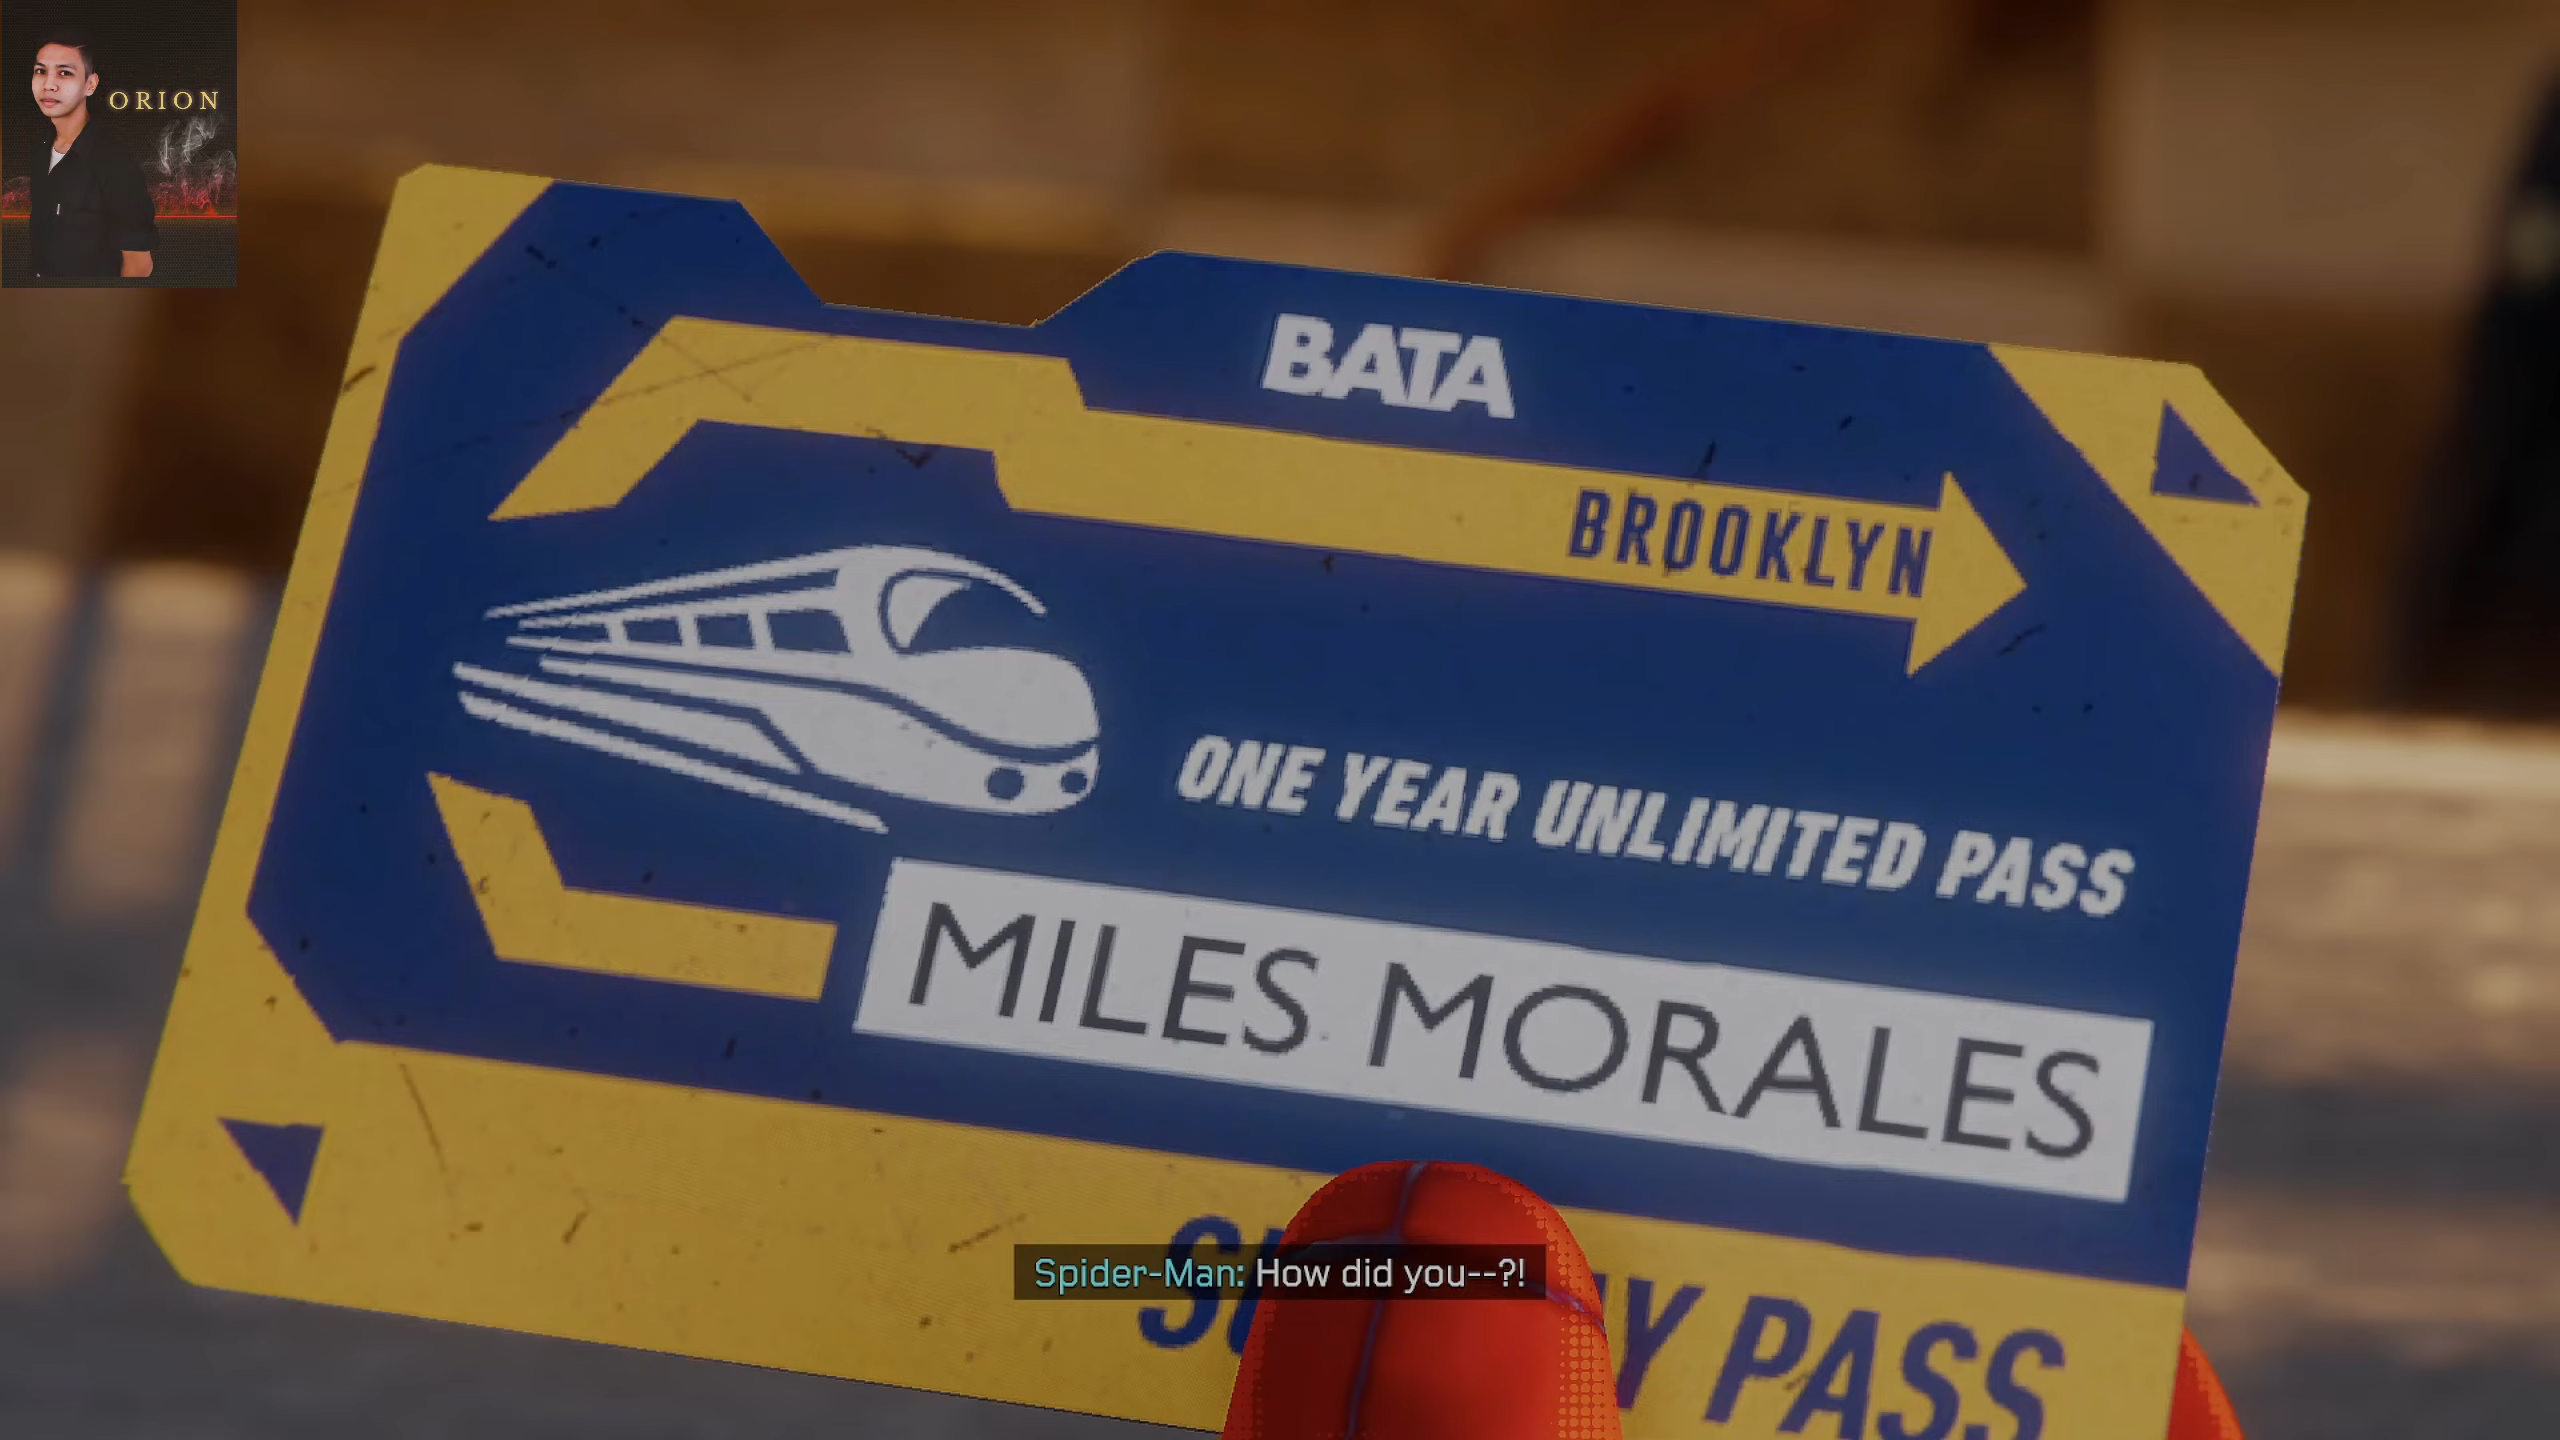 ORION
BATA
BROOKLYN
ONE YEAR UNLIMITED PASS
MILES MORALES
Y PASS
Spider-Man: How did you--?!